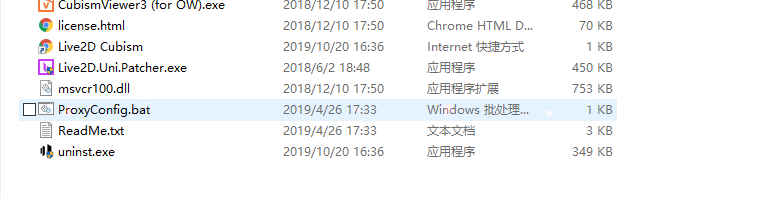 CubismViewer3 (for OW).exe 2018/12/10 17:50 应用程序 468 KB
license.html 2018/12/10 17:50 Chrome HTML D... 70 KB
Live2D Cubism 2019/10/20 16:36 Internet 快捷方式 1 KB
Live2D.Uni.Patcher.exe 2018/6/2 18:48 应用程序 450 KB
msvcr100.dll 2018/12/10 17:50 应用程序扩展 753 KB
ProxyConfig.bat 2019/4/26 17:33 Windows 批处理... 1 KB
ReadMe.txt 2019/4/26 17:33 文本文档 3 KB
uninst.exe 2019/10/20 16:36 应用程序 349 KB